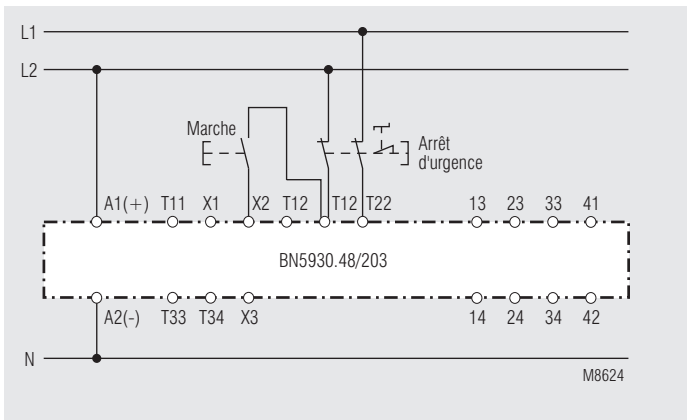 L1
L2
Marche
Arrêt
d'urgence
A1(+) T11 X1 X2 T12 T12 T22 13 23 33 41
BN5930.48/203
A2(-) T33 T34 X3 14 24 34 42
N
M8624